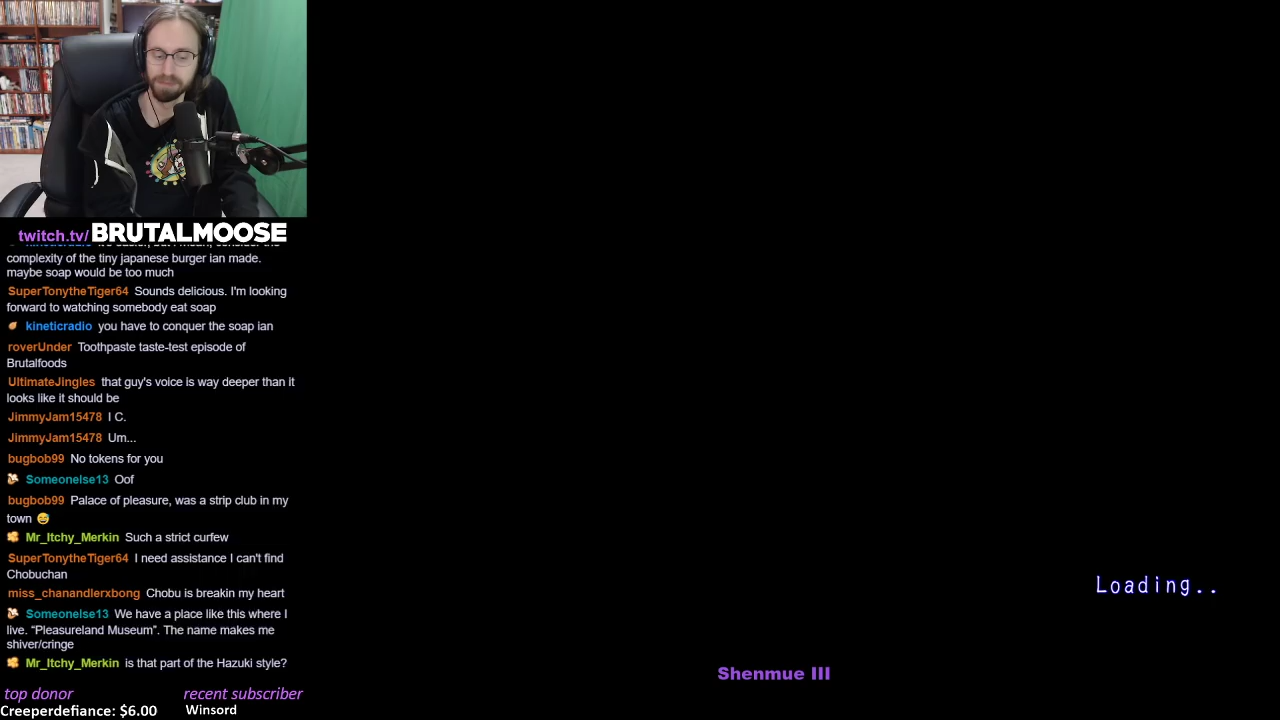 twitch.tv/BRUTALMOOSE
complexity of the tiny japanese burger ian made.
maybe soap would be too much
SuperTonytheTiger64 Sounds delicious. I'm looking
forward to watching somebody eat soap
kineticradio you have to conquer the soap ian
roverUnder Toothpaste taste-test episode of
Brutalfoods
UltimateJingles that guy's voice is way deeper than it
looks like it should be
JimmyJam15478 I C.
JimmyJam15478 Um...
bugbob99 No tokens for you
Someonelse13 Oof
bugbob99 Palace of pleasure, was a strip club in my
town 😅
Mr_Itchy_Merkin Such a strict curfew
SuperTonytheTiger64 I need assistance I can't find
Chobuchan
miss_chanandlerxbong Chobu is breakin my heart
Someonelse13 We have a place like this where I
live. “Pleasureland Museum”. The name makes me
shiver/cringe
Mr_Itchy_Merkin is that part of the Hazuki style?
top donor
Creeperdefiance: $6.00
recent subscriber
Winsord
Loading..
Shenmue III